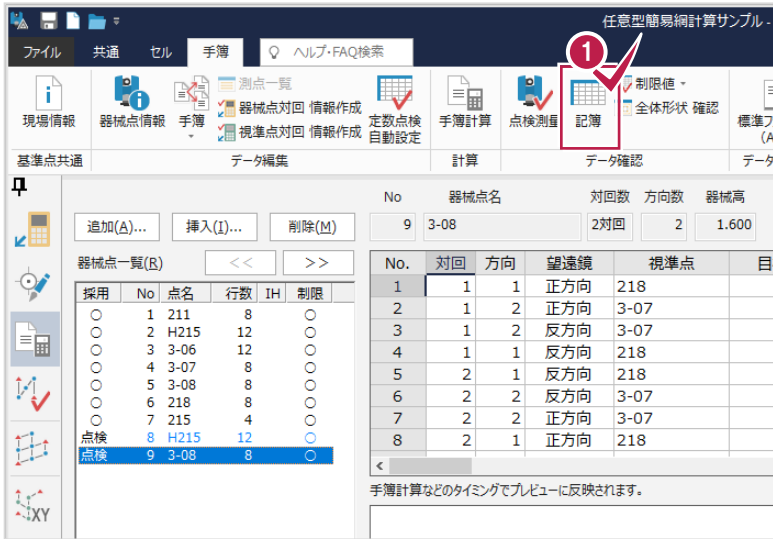 任意型簡易網計算サンプル -
ファイル 共通 セル 手簿 ヘルプ・FAQ検索
1
現場情報 器械点情報 手簿 測点一覧 器械点対回 情報作成 視準点対回 情報作成 定数点検 自動設定 手簿計算 点検測量 記簿 制限値 全体形状 確認
基準点共通 データ編集 計算 データ確認
No 器械点名 対回数 方向数 器械高
追加(A)... 挿入(I)... 削除(M) 9 3-08 2対回 2 1.600
器械点一覧(R) << >>
No. 対回 方向 望遠鏡 視準点
1 1 1 正方向 218
2 1 2 正方向 3-07
3 1 2 反方向 3-07
4 1 1 反方向 218
5 2 1 反方向 218
6 2 2 反方向 3-07
7 2 2 正方向 3-07
8 2 1 正方向 218
採用 No 点名 行数 IH 制限
○ 1 211 8 ○
○ 2 H215 12 ○
○ 3 3-06 12 ○
○ 4 3-07 8 ○
○ 5 3-08 8 ○
○ 6 218 8 ○
○ 7 215 4 ○
点検 8 H215 12 ○
点検 9 3-08 8 ○
手簿計算などのタイミングでプレビューに反映されます。
XY